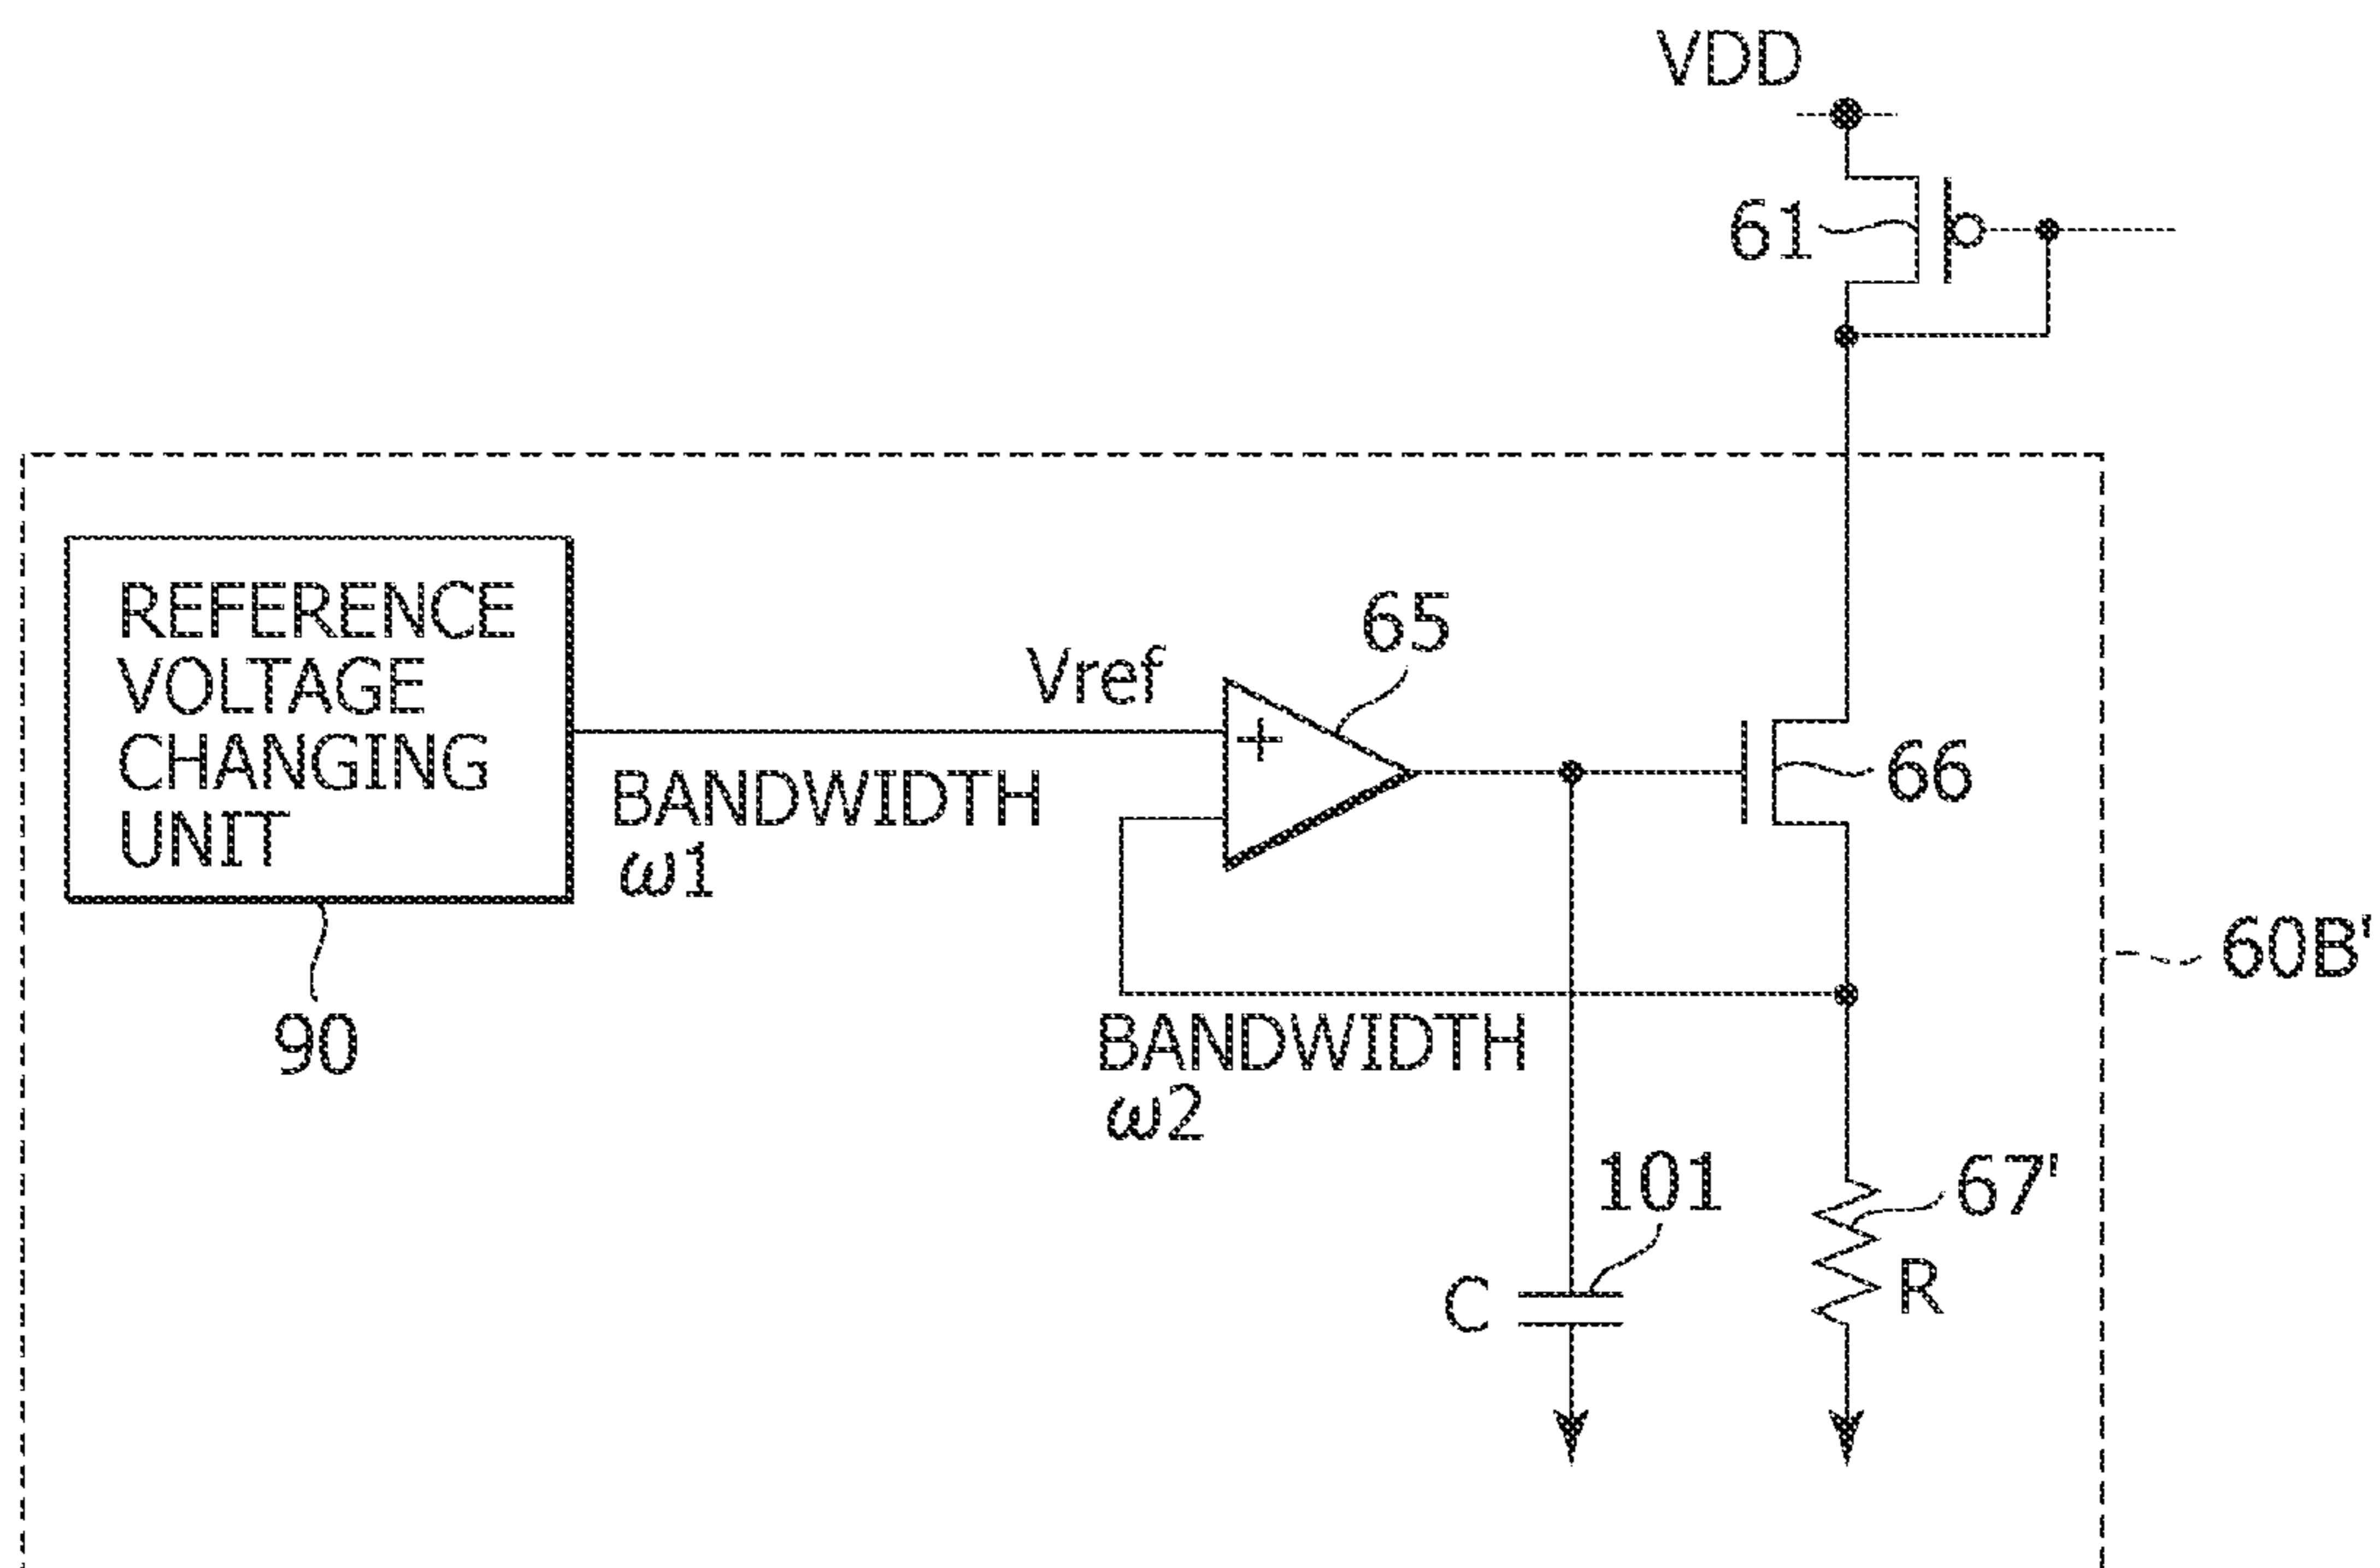 VDD
61
REFERENCE
VOLTAGE
CHANGING
UNIT
90
Vref
BANDWIDTH
ω1
+
65
66
60B'
BANDWIDTH
ω2
101
67'
C
R